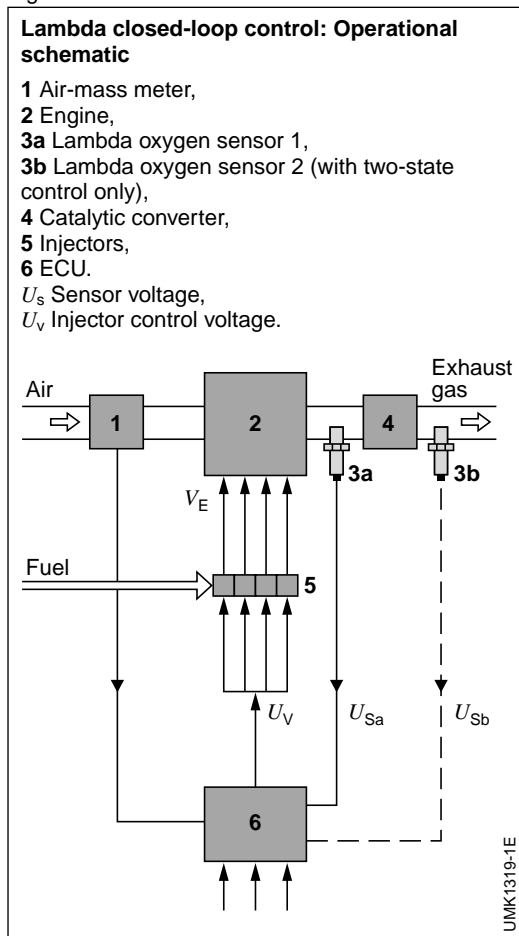 Lambda closed-loop control: Operational
schematic
1 Air-mass meter,
2 Engine,
3a Lambda oxygen sensor 1,
3b Lambda oxygen sensor 2 (with two-state
control only),
4 Catalytic converter,
5 Injectors,
6 ECU.
Us Sensor voltage,
Uv Injector control voltage.
Exhaust
Air gas
1 2 4
3a 3b
VE
Fuel
5
UV USa USb
6
UMK1319-1E